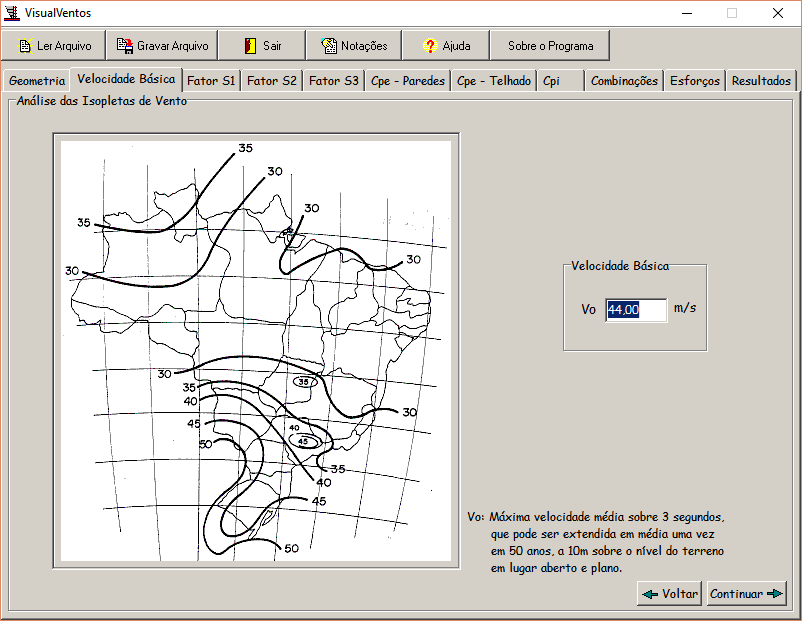 VisualVentos
Ler Arquivo Gravar Arquivo Sair Notações Ajuda Sobre o Programa
Geometria Velocidade Básica Fator S1 Fator S2 Fator S3 Cpe - Paredes Cpe - Telhado Cpi Combinações Esforços Resultados
Análise das Isopletas de Vento
35
30
30
35
30
30
Velocidade Básica
Vo 44,00 m/s
30
35
35
40
30
45
40
45
50
35
40
45
50
Vo: Máxima velocidade média sobre 3 segundos,
que pode ser extendida em média uma vez
em 50 anos, a 10m sobre o nível do terreno
em lugar aberto e plano.
Voltar Continuar